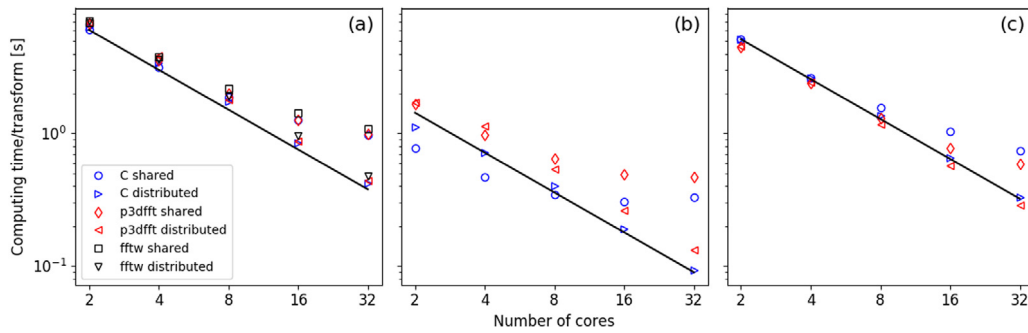 (a)
(b)
(c)
Computing time/transform [s]
10⁰
10⁻¹
C shared
C distributed
p3dfft shared
p3dfft distributed
fftw shared
fftw distributed
2 4 8 16 32
2 4 8 16 32
2 4 8 16 32
Number of cores